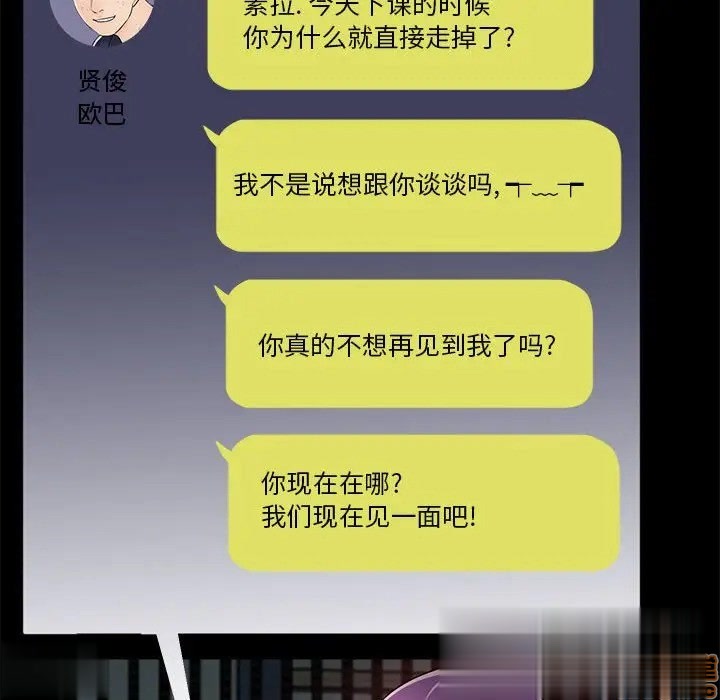 素拉. 今天下课的时候
你为什么就直接走掉了?
贤俊
欧巴
我不是说想跟你谈谈吗, ┭﹏┮
你真的不想再见到我了吗?
你现在在哪?
我们现在见一面吧!